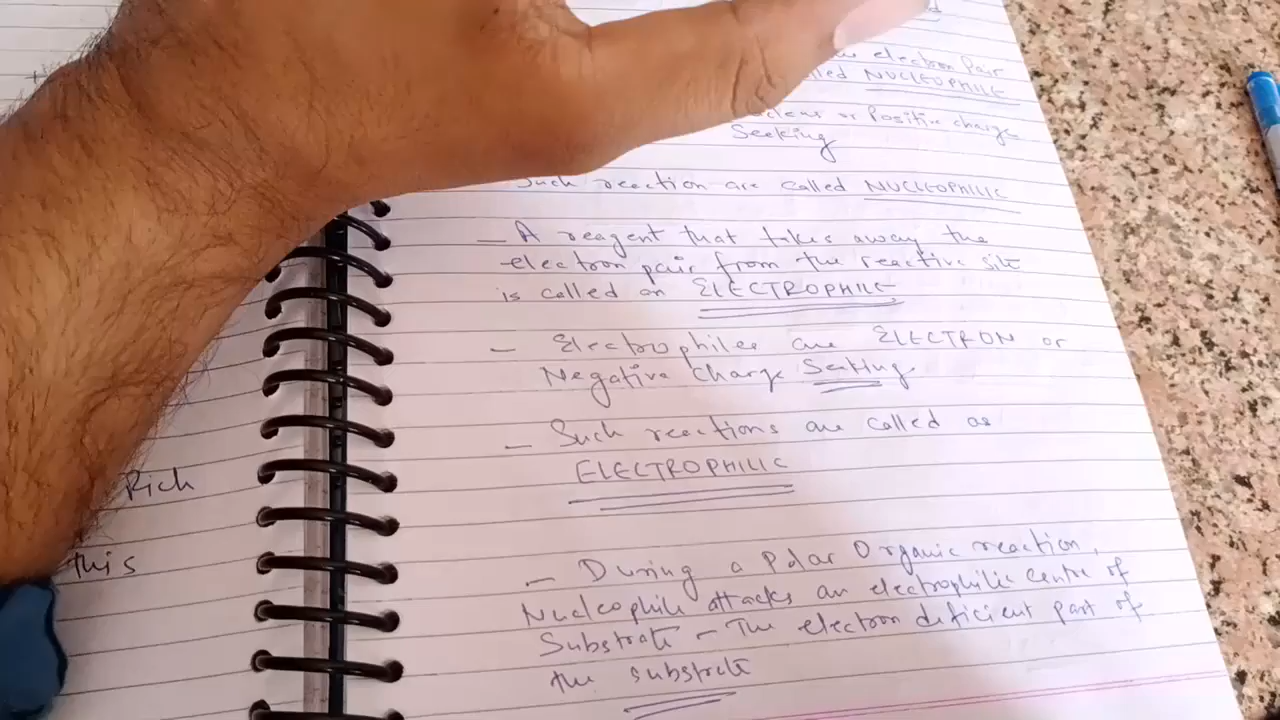 Rich
this
electron Pair
NUCLEOPHILE
or Positive charge
Seeking
Such reaction are called NUCLEOPHILIC
— A reagent that takes away the
electron pair from the reactive site
is called an ELECTROPHILE
— Electrophiles are ELECTRON or
Negative charge Seeking
— Such reactions are called as
ELECTROPHILIC
— During a Polar Organic reaction,
Nucleophile attacks an electrophilic centre of
Substrate – The electron deficient part of
the substrate